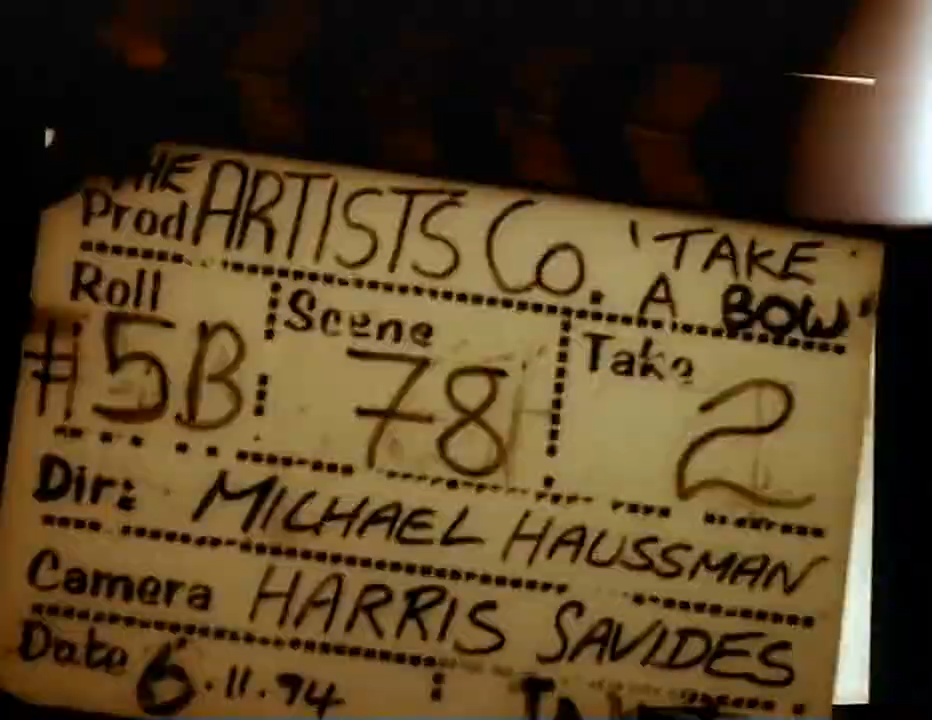 THE
Prod ARTISTS Co. 'TAKE A BOW'
Roll Scene Take
#5B 78 2
Dir: MICHAEL HAUSSMAN
Camera HARRIS SAVIDES
Date 6.11.94